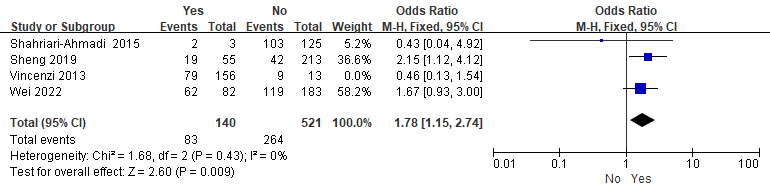 Yes No Odds Ratio Odds Ratio
Study or Subgroup Events Total Events Total Weight M-H, Fixed, 95% CI M-H, Fixed, 95% CI
Shahriari-Ahmadi 2015 2 3 103 125 5.2% 0.43 [0.04, 4.92]
Sheng 2019 19 55 42 213 36.6% 2.15 [1.12, 4.12]
Vincenzi 2013 79 156 9 13 0.46 [0.13, 1.54]
Wei 2022 62 82 119 183 58.2% 1.67 [0.93, 3.00]
Total (95% CI) 140 521 100.0% 1.78 [1.15, 2.74]
Total events 83 264
Heterogeneity: Chi² = 1.68, df = 2 (P = 0.43); I² = 0%
Test for overall effect: Z = 2.60 (P = 0.009)
0.01 0.1 1 10 100
No Yes